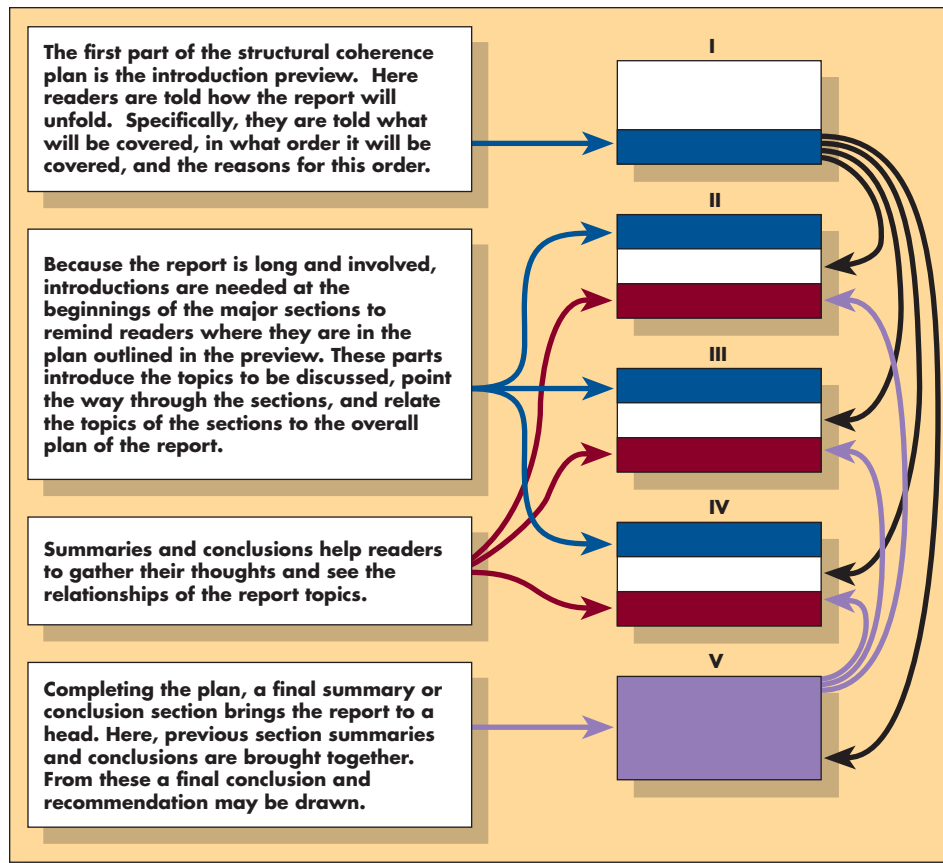 The first part of the structural coherence
plan is the introduction preview.  Here
readers are told how the report will
unfold.  Specifically, they are told what
will be covered, in what order it will be
covered, and the reasons for this order.
Because the report is long and involved,
introductions are needed at the
beginnings of the major sections to
remind readers where they are in the
plan outlined in the preview. These parts
introduce the topics to be discussed, point
the way through the sections, and relate
the topics of the sections to the overall
plan of the report.
Summaries and conclusions help readers
to gather their thoughts and see the
relationships of the report topics.
Completing the plan, a final summary or
conclusion section brings the report to a
head. Here, previous section summaries
and conclusions are brought together.
From these a final conclusion and
recommendation may be drawn.
I
II
III
IV
V